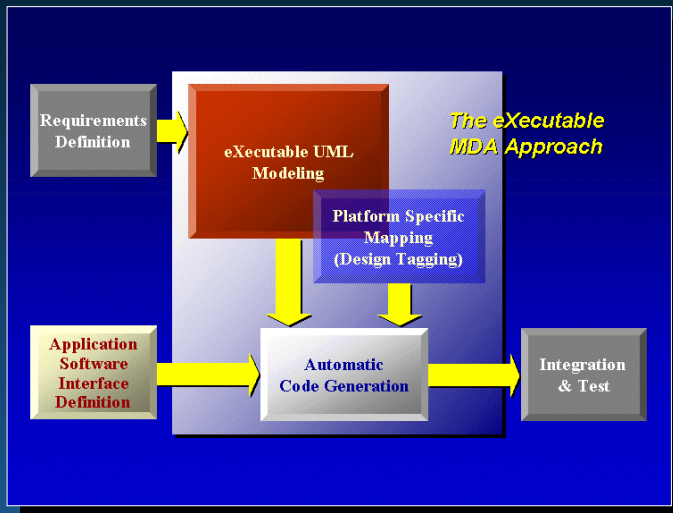 The eXecutable
MDA Approach
Requirements
Definition
eXecutable UML
Modeling
Platform Specific
Mapping
(Design Tagging)
Application
Software
Interface
Definition
Automatic
Code Generation
Integration
& Test